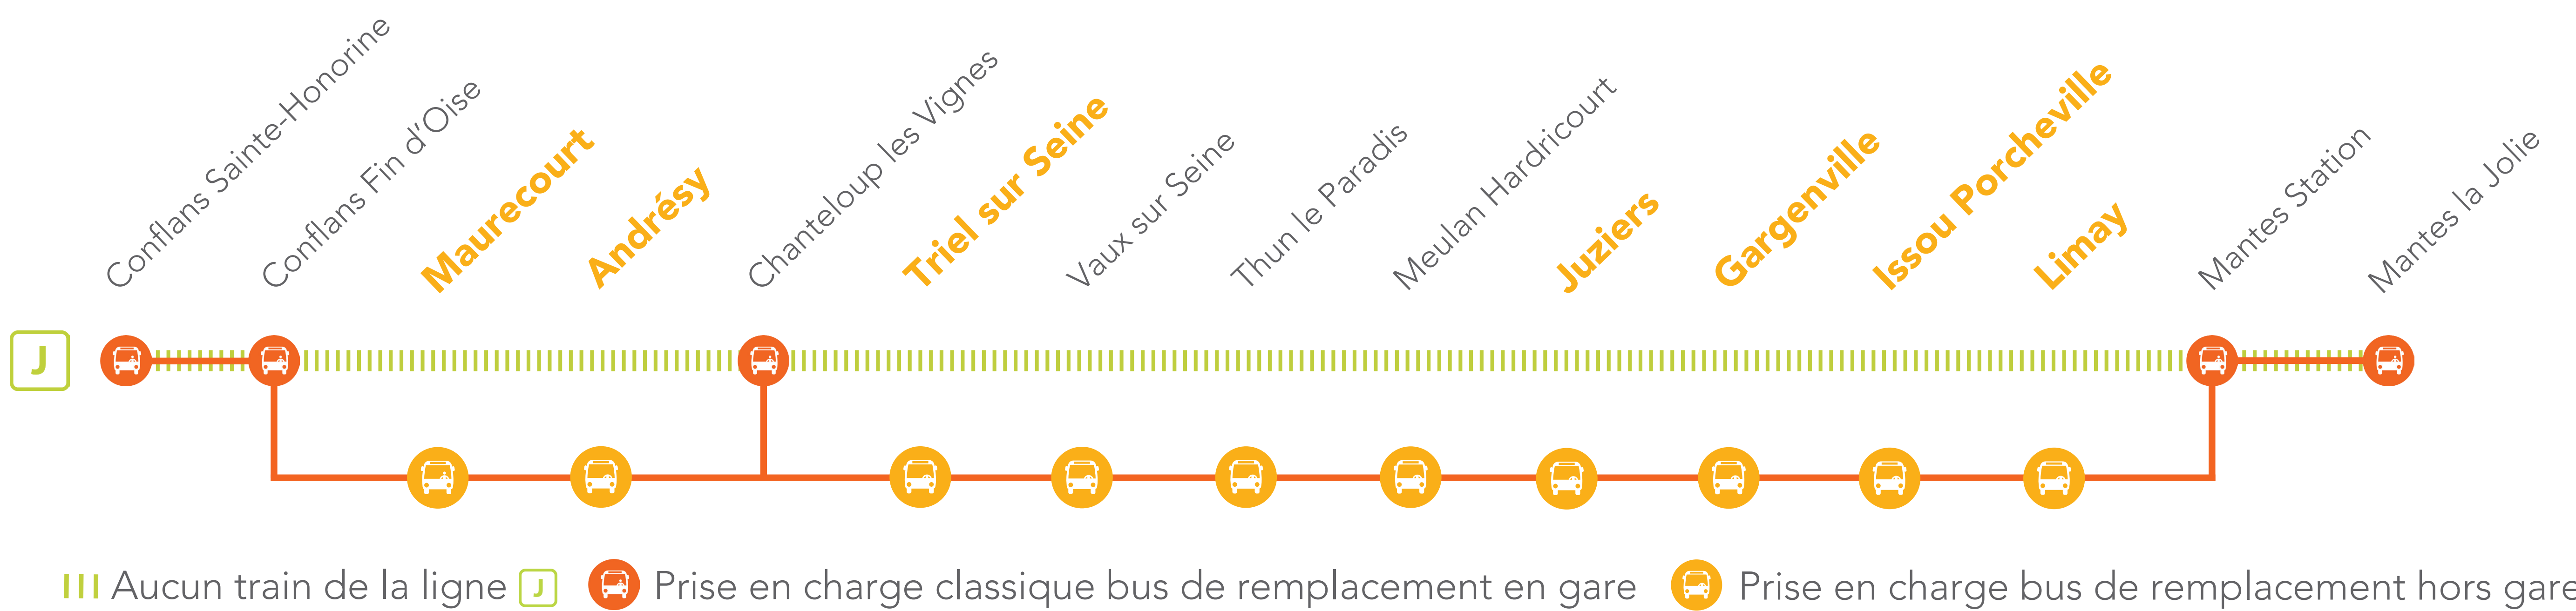 Conflans Sainte-Honorine
Conflans Fin d'Oise
Maurecourt
Andrésy
Chanteloup les Vignes
Triel sur Seine
Vaux sur Seine
Thun le Paradis
Meulan Hardricourt
Juziers
Gargenville
Issou Porcheville
Limay
Mantes Station
Mantes la Jolie
J
Aucun train de la ligne J Prise en charge classique bus de remplacement en gare Prise en charge bus de remplacement hors gare